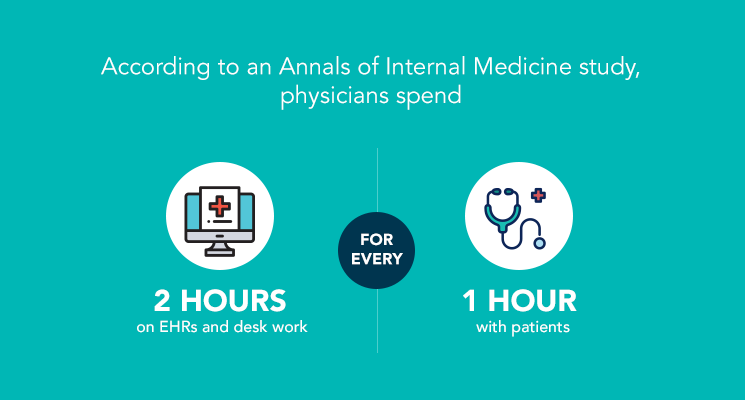 According to an Annals of Internal Medicine study,
physicians spend
2 HOURS
on EHRs and desk work
FOR
EVERY
1 HOUR
with patients